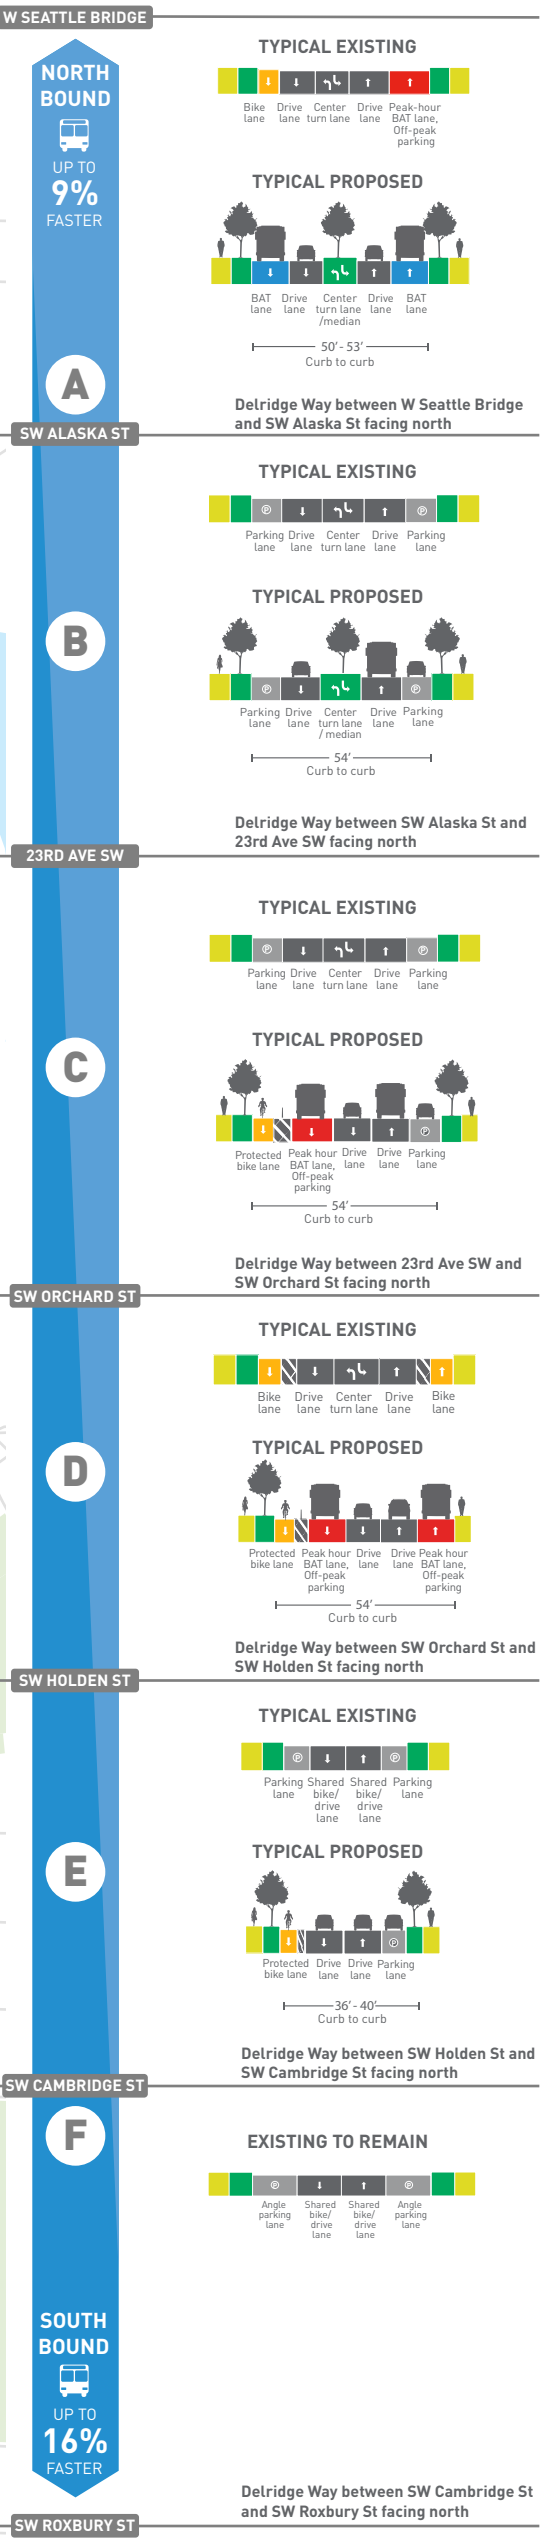 W SEATTLE BRIDGE
NORTH
BOUND
UP TO
9%
FASTER
TYPICAL EXISTING
Bike lane
Drive lane
Center turn lane
Drive lane
Peak-hour BAT lane, Off-peak parking
TYPICAL PROPOSED
BAT lane
Drive lane
Center turn lane /median
Drive lane
BAT lane
50' - 53'
Curb to curb
A
Delridge Way between W Seattle Bridge
and SW Alaska St facing north
SW ALASKA ST
TYPICAL EXISTING
P
P
Parking lane
Drive lane
Center turn lane
Drive lane
Parking lane
B
TYPICAL PROPOSED
P
P
Parking lane
Drive lane
Center turn lane / median
Drive lane
Parking lane
54'
Curb to curb
Delridge Way between SW Alaska St and
23rd Ave SW facing north
23RD AVE SW
TYPICAL EXISTING
P
P
Parking lane
Drive lane
Center turn lane
Drive lane
Parking lane
C
TYPICAL PROPOSED
P
Protected bike lane
Peak hour BAT lane, Off-peak parking
Drive lane
Drive lane
Parking lane
54'
Curb to curb
Delridge Way between 23rd Ave SW and
SW Orchard St facing north
SW ORCHARD ST
TYPICAL EXISTING
Bike lane
Drive lane
Center turn lane
Drive lane
Bike lane
D
TYPICAL PROPOSED
Protected bike lane
Peak hour BAT lane, Off-peak parking
Drive lane
Drive lane
Peak hour BAT lane, Off-peak parking
54'
Curb to curb
Delridge Way between SW Orchard St and
SW Holden St facing north
SW HOLDEN ST
TYPICAL EXISTING
P
P
Parking lane
Shared bike/ drive lane
Shared bike/ drive lane
Parking lane
E
TYPICAL PROPOSED
P
Protected bike lane
Drive lane
Drive lane
Parking lane
36' - 40'
Curb to curb
Delridge Way between SW Holden St and
SW Cambridge St facing north
SW CAMBRIDGE ST
F
EXISTING TO REMAIN
P
P
Angle parking lane
Shared bike/ drive lane
Shared bike/ drive lane
Angle parking lane
SOUTH
BOUND
UP TO
16%
FASTER
Delridge Way between SW Cambridge St
and SW Roxbury St facing north
SW ROXBURY ST